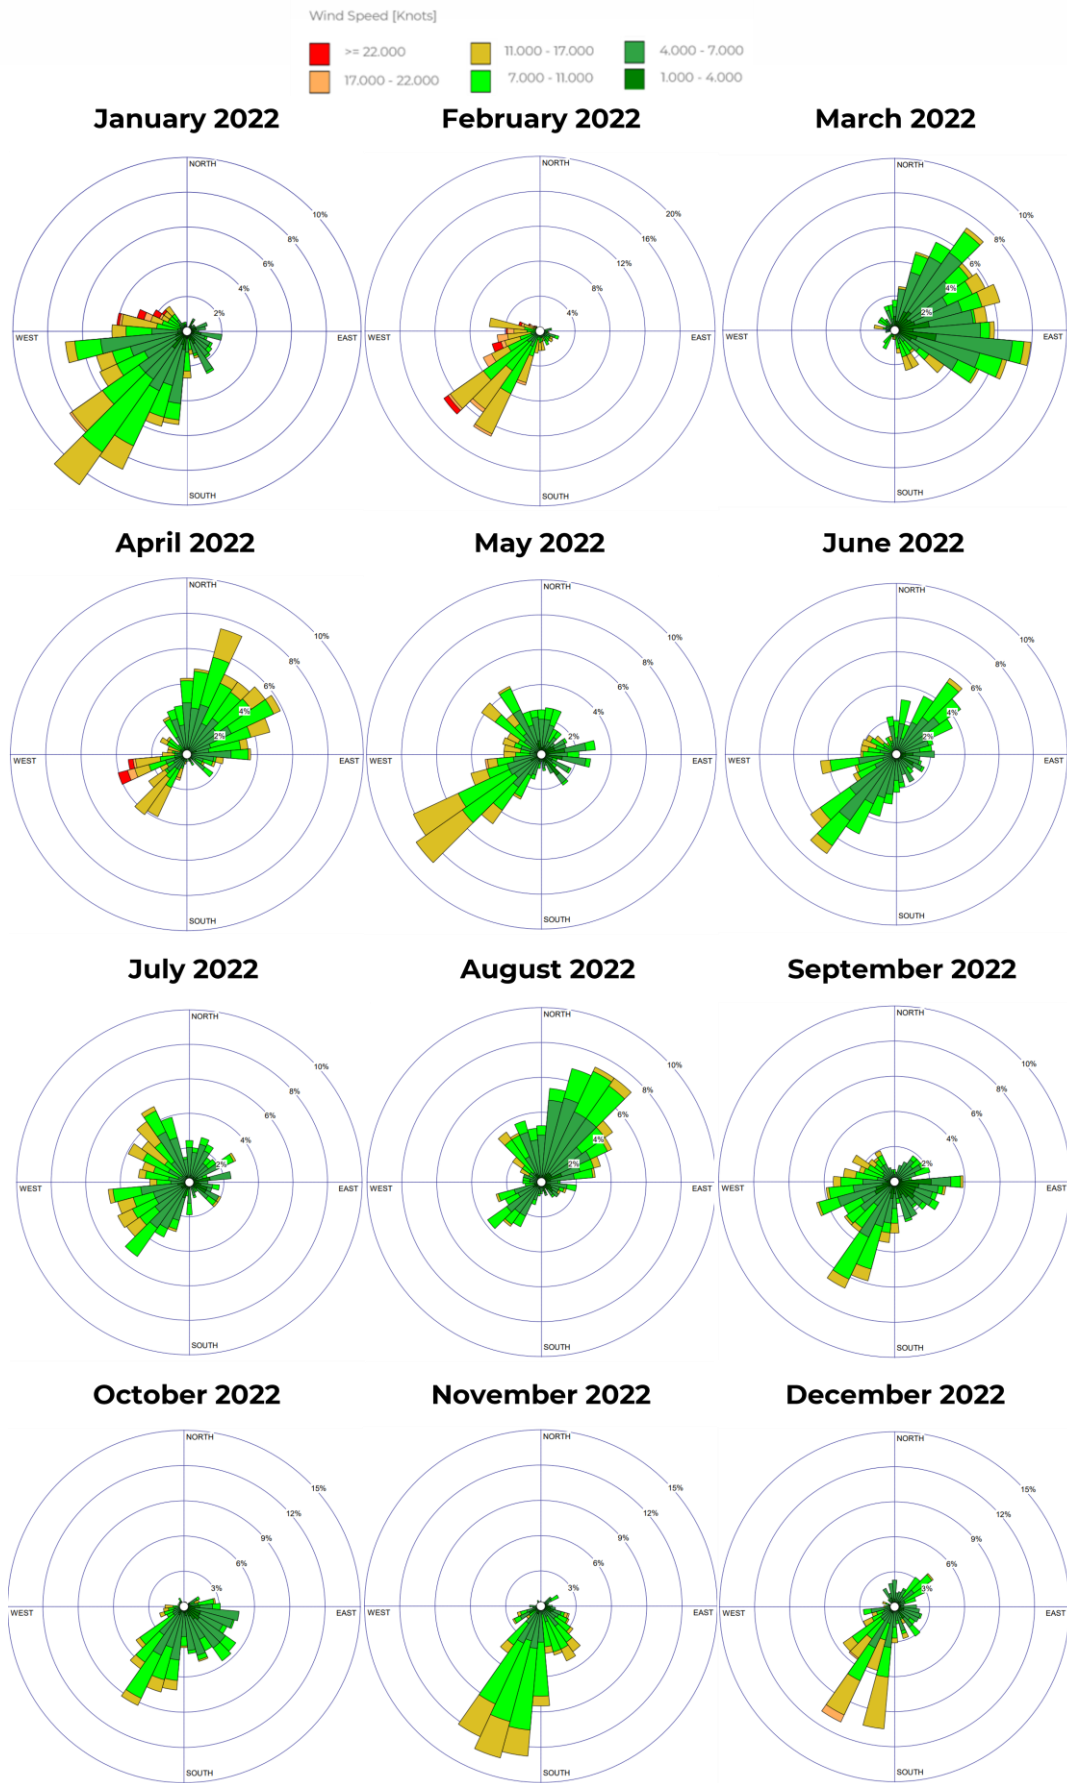 Wind Speed [Knots]
>= 22.000
11.000 - 17.000
4.000 - 7.000
17.000 - 22.000
7.000 - 11.000
1.000 - 4.000
January 2022
February 2022
March 2022
NORTH
10%
8%
6%
4%
2%
WEST
EAST
SOUTH
NORTH
20%
16%
12%
8%
4%
WEST
EAST
SOUTH
NORTH
10%
8%
6%
4%
2%
WEST
EAST
SOUTH
April 2022
May 2022
June 2022
NORTH
10%
8%
6%
4%
2%
WEST
EAST
SOUTH
NORTH
10%
8%
6%
4%
2%
WEST
EAST
SOUTH
NORTH
10%
8%
6%
4%
2%
WEST
EAST
SOUTH
July 2022
August 2022
September 2022
NORTH
10%
8%
6%
4%
2%
WEST
EAST
SOUTH
NORTH
10%
8%
6%
4%
2%
WEST
EAST
SOUTH
NORTH
10%
8%
6%
4%
2%
WEST
EAST
SOUTH
October 2022
November 2022
December 2022
NORTH
15%
12%
9%
6%
3%
WEST
EAST
SOUTH
NORTH
15%
12%
9%
6%
3%
WEST
EAST
SOUTH
NORTH
15%
12%
9%
6%
3%
WEST
EAST
SOUTH